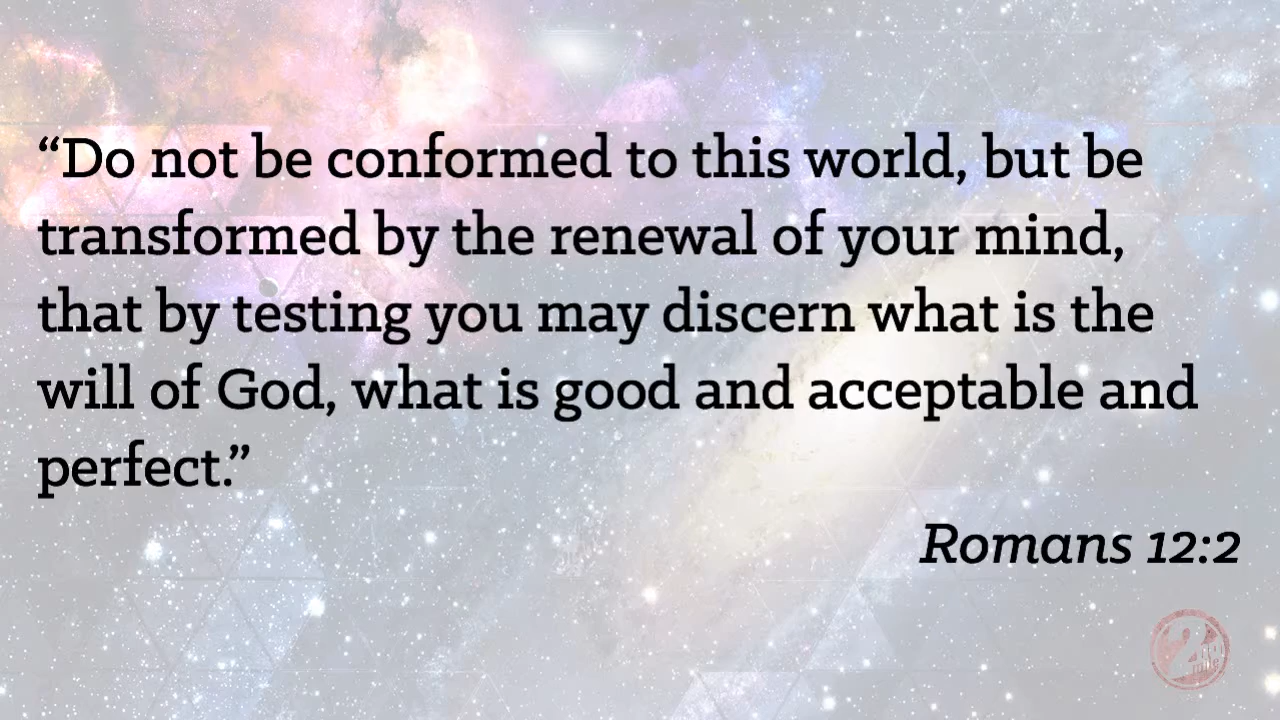 “Do not be conformed to this world, but be
transformed by the renewal of your mind,
that by testing you may discern what is the
will of God, what is good and acceptable and
perfect.”
Romans 12:2
2